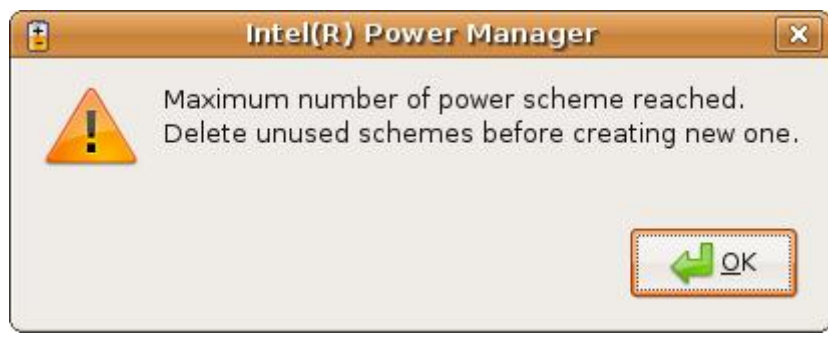 Intel(R) Power Manager
Maximum number of power scheme reached.
Delete unused schemes before creating new one.
OK